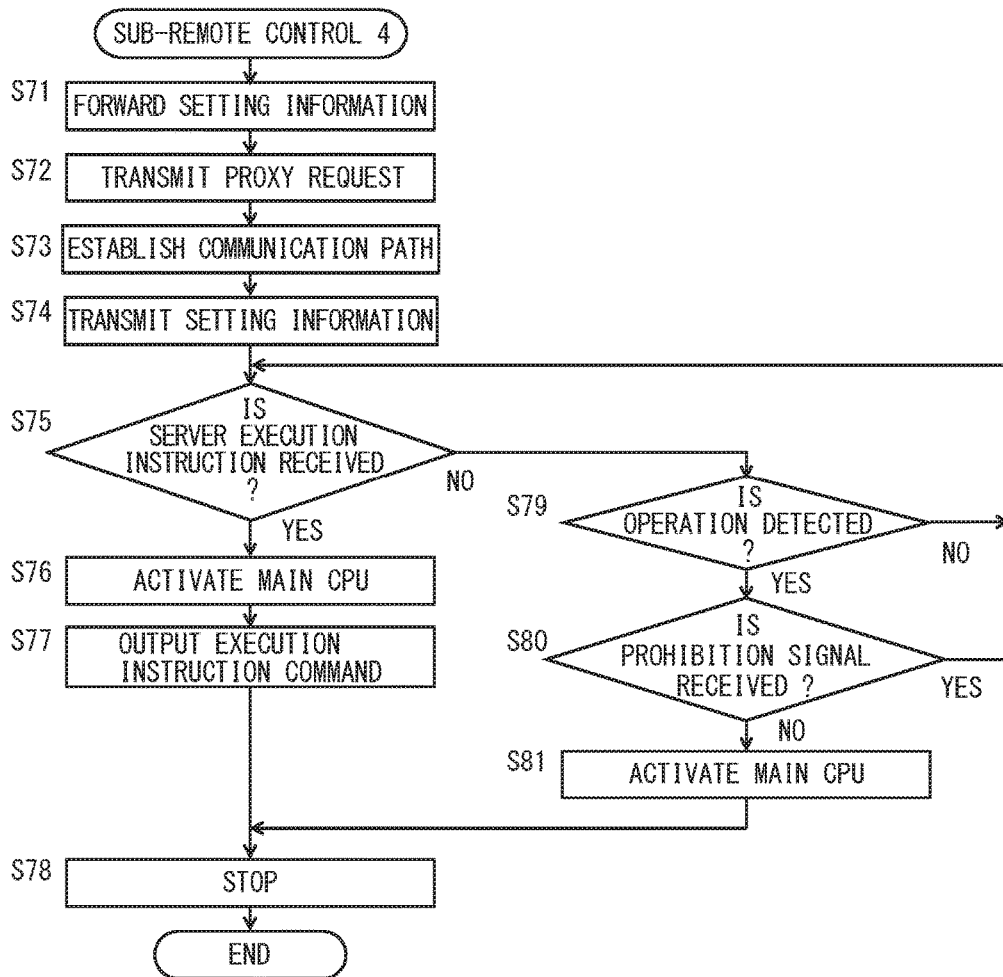 SUB-REMOTE CONTROL 4
S71
FORWARD SETTING INFORMATION
S72
TRANSMIT PROXY REQUEST
S73
ESTABLISH COMMUNICATION PATH
S74
TRANSMIT SETTING INFORMATION
S75
IS
SERVER EXECUTION
INSTRUCTION RECEIVED
?
NO
YES
S79
IS
OPERATION DETECTED
?
NO
YES
S76
ACTIVATE MAIN CPU
S77
OUTPUT EXECUTION
INSTRUCTION COMMAND
S80
IS
PROHIBITION SIGNAL
RECEIVED ?
YES
NO
S81
ACTIVATE MAIN CPU
S78
STOP
END